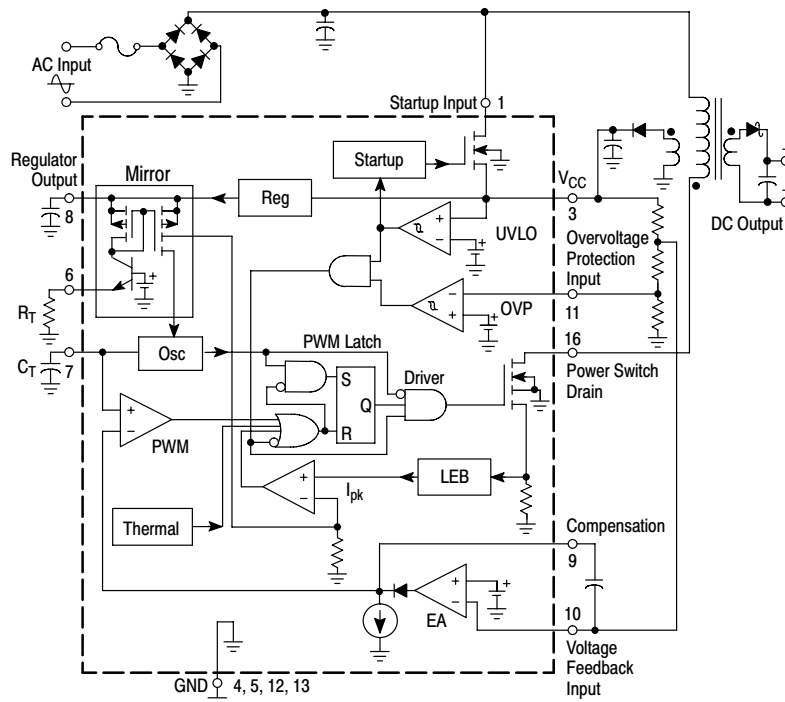 AC Input
Startup Input
1
Regulator
Output
8
Mirror
Startup
Reg
VCC
3
UVLO
DC Output
Overvoltage
Protection
Input
11
OVP
6
RT
16
Power Switch
Drain
Osc
PWM Latch
Driver
CT
7
S
Q
R
PWM
Ipk
LEB
Thermal
Compensation
9
EA
10
Voltage
Feedback
Input
GND
4, 5, 12, 13